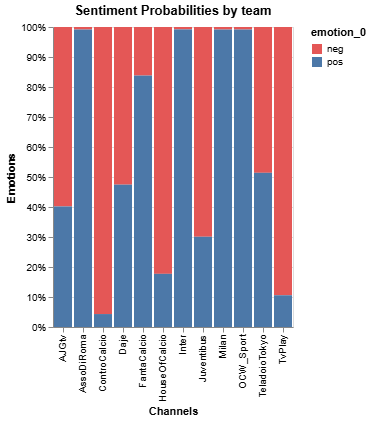 Sentiment Probabilities by team
emotion_0
neg
pos
Emotions
100%
90%
80%
70%
60%
50%
40%
30%
20%
10%
0%
AJGtv
AssoDiRoma
ControCalcio
Daje
FantaCalcio
HouseOfCalcio
Inter
Juventibus
Milan
OCW_Sport
TeladoioTokyo
TvPlay
Channels